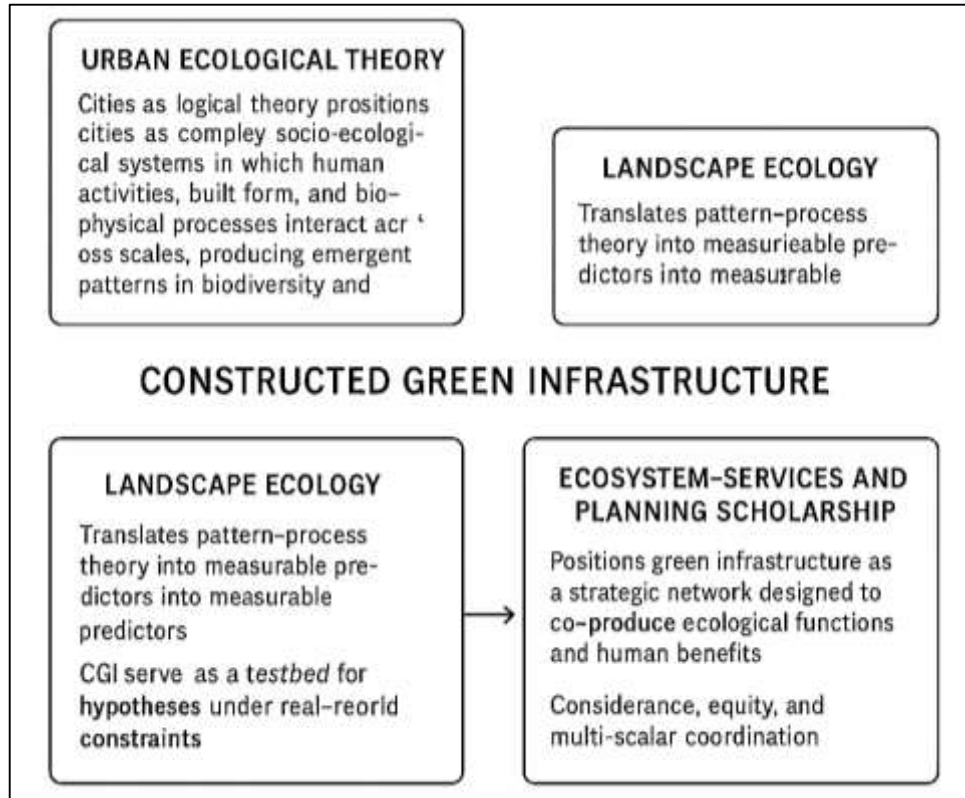 URBAN ECOLOGICAL THEORY
Cities as logical theory prositions
cities as compley socio-ecologi-
cal systems in which human
activities, built form, and bio-
physical processes interact acr ‘
oss scales, producing emergent
patterns in biodiversity and
LANDSCAPE ECOLOGY
Translates pattern–process
theory into measurieable pre-
dictors into measurable
CONSTRUCTED GREEN INFRASTRUCTURE
LANDSCAPE ECOLOGY
Translates pattern–process
theory into measurable pre-
dictors into measurable
predictors
CGI serve as a testbed for
hypotheses under real–reorld
constraints
ECOSYSTEM–SERVICES AND
PLANNING SCHOLARSHIP
Positions green infrastructure as
a strategic network designed to
co–produce ecological functions
and human benefits
Considerance, equity, and
multi-scalar coordination